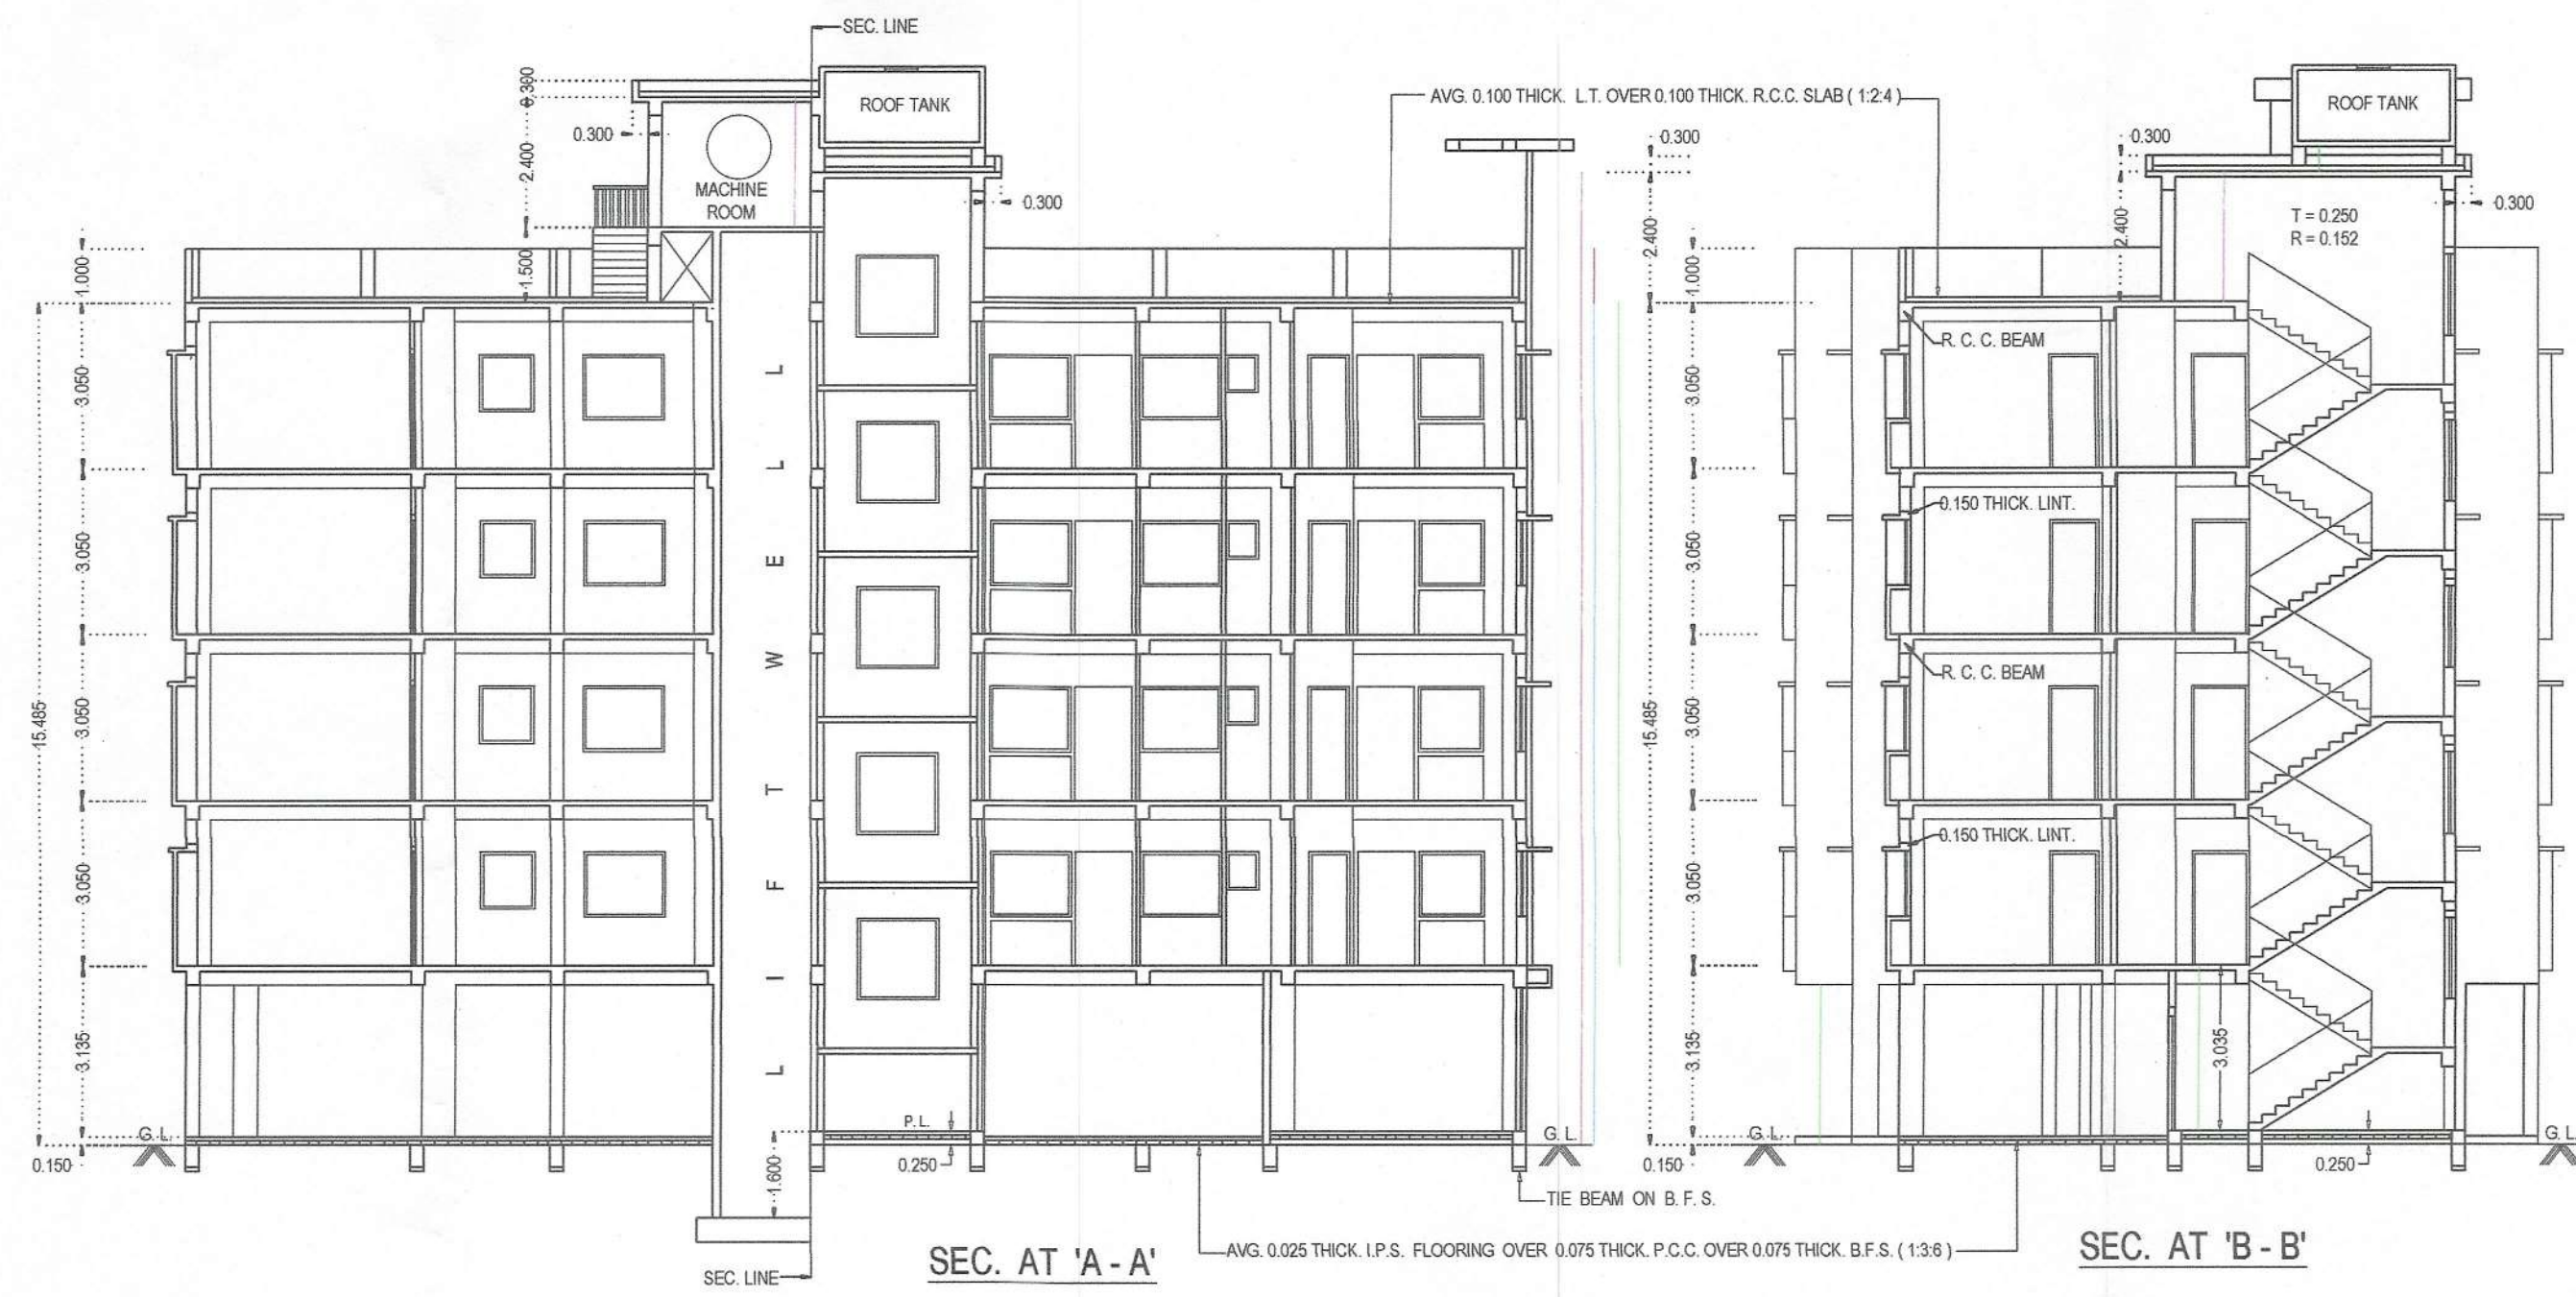 SEC. LINE
ROOF TANK
MACHINE
ROOM
0.300
0.300
2.400
1.500
0.300
1.000
3.050
3.050
3.050
3.050
3.135
15.485
0.150
G. L.
L I F T W E L L
P. L.
0.250
1.600
SEC. LINE
SEC. AT 'A - A'
AVG. 0.100 THICK. L.T. OVER 0.100 THICK. R.C.C. SLAB ( 1:2:4 )
G. L.
TIE BEAM ON B. F. S.
AVG. 0.025 THICK. I.P.S. FLOORING OVER 0.075 THICK. P.C.C. OVER 0.075 THICK. B.F.S. ( 1:3:6 )
0.300
2.400
1.000
3.050
3.050
3.050
3.050
3.135
15.485
0.150
G. L.
ROOF TANK
0.300
2.400
0.300
T = 0.250
R = 0.152
R. C. C. BEAM
0.150 THICK. LINT.
R. C. C. BEAM
0.150 THICK. LINT.
3.035
0.250
G. L.
SEC. AT 'B - B'